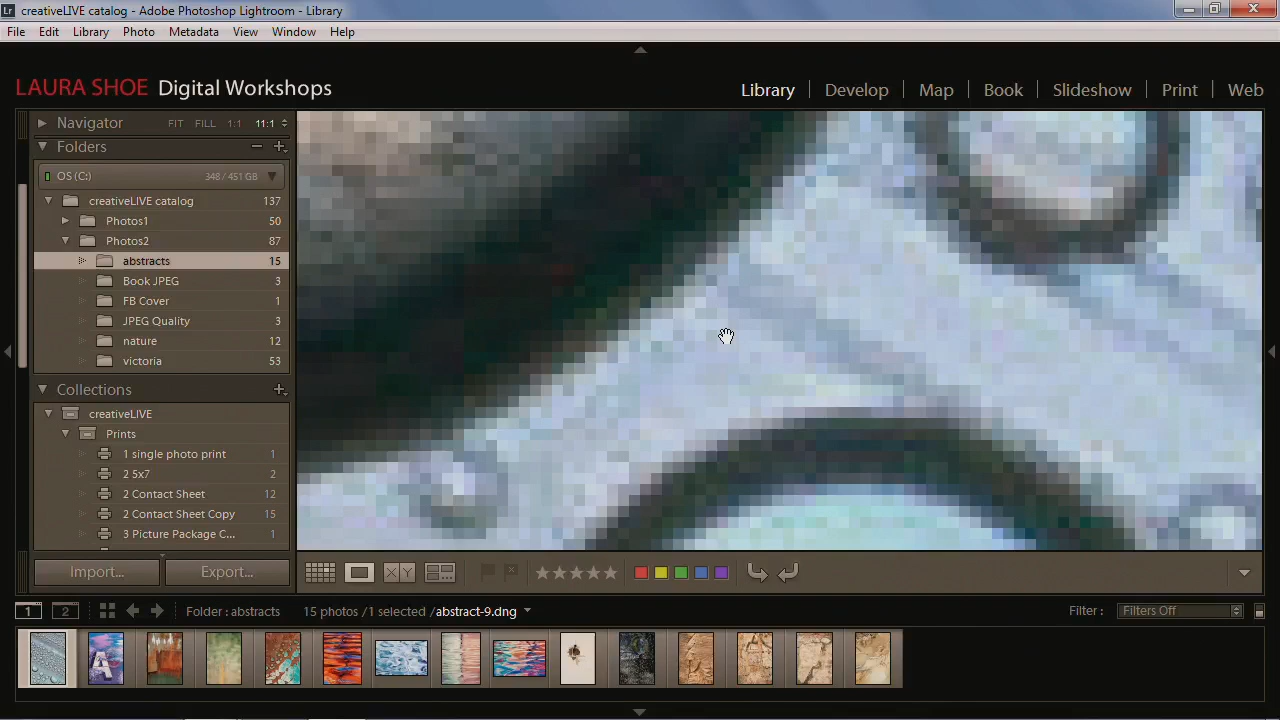 Lr creativeLIVE catalog - Adobe Photoshop Lightroom - Library
File Edit Library Photo Metadata View Window Help
LAURA SHOE Digital Workshops
Library Develop Map Book Slideshow Print Web
Navigator FIT FILL 1:1 11:1
Folders
OS (C:) 348 / 451 GB
creativeLIVE catalog 137
Photos1 50
Photos2 87
abstracts 15
Book JPEG 3
FB Cover 1
JPEG Quality 3
nature 12
victoria 53
Collections
creativeLIVE
Prints
1 single photo print 1
2 5x7 2
2 Contact Sheet 12
2 Contact Sheet Copy 15
3 Picture Package C... 1
Import... Export...
X Y
1 2 Folder : abstracts 15 photos / 1 selected / abstract-9.dng Filter : Filters Off
A